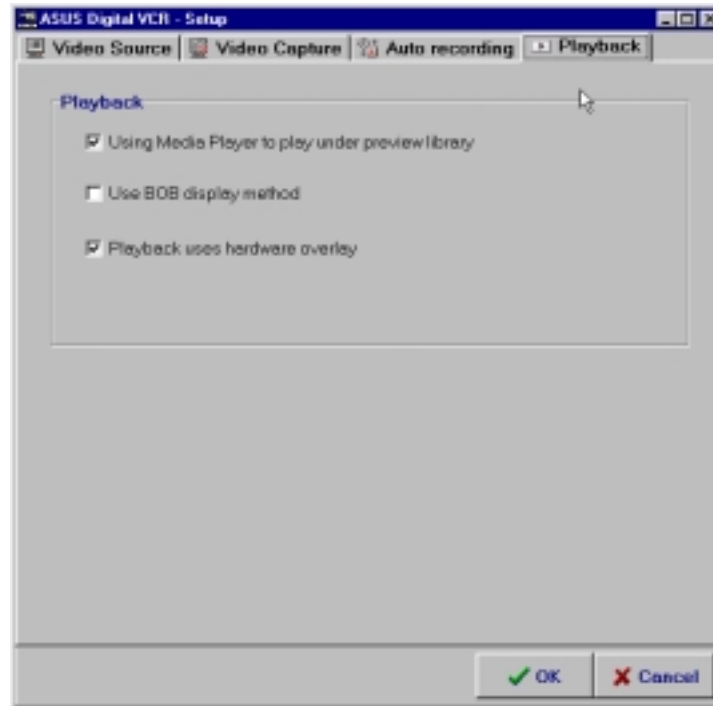 ASUS Digital VCR - Setup
Video Source Video Capture Auto recording Playback
Playback
Using Media Player to play under preview library
Use BOB display method
Playback uses hardware overlay
OK Cancel